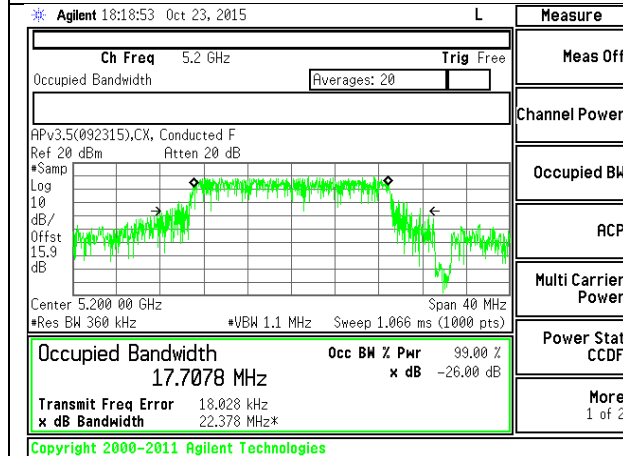 Agilent 18:18:53 Oct 23, 2015 L
Measure
Ch Freq 5.2 GHz Trig Free
Meas Off
Occupied Bandwidth Averages: 20
Channel Power
APv3.5(092315),CX, Conducted F
Ref 20 dBm Atten 20 dB
#Samp
Log
10
dB/
Offst
15.9
dB
Occupied BW
ACP
Center 5.200 00 GHz Span 40 MHz
#Res BW 360 kHz #VBW 1.1 MHz Sweep 1.066 ms (1000 pts)
Multi Carrier
Power
Occupied Bandwidth Occ BW % Pwr 99.00 %
17.7078 MHz x dB -26.00 dB
Transmit Freq Error 18.028 kHz
x dB Bandwidth 22.378 MHz*
Power Stat
CCDF
More
1 of 2
Copyright 2000-2011 Agilent Technologies